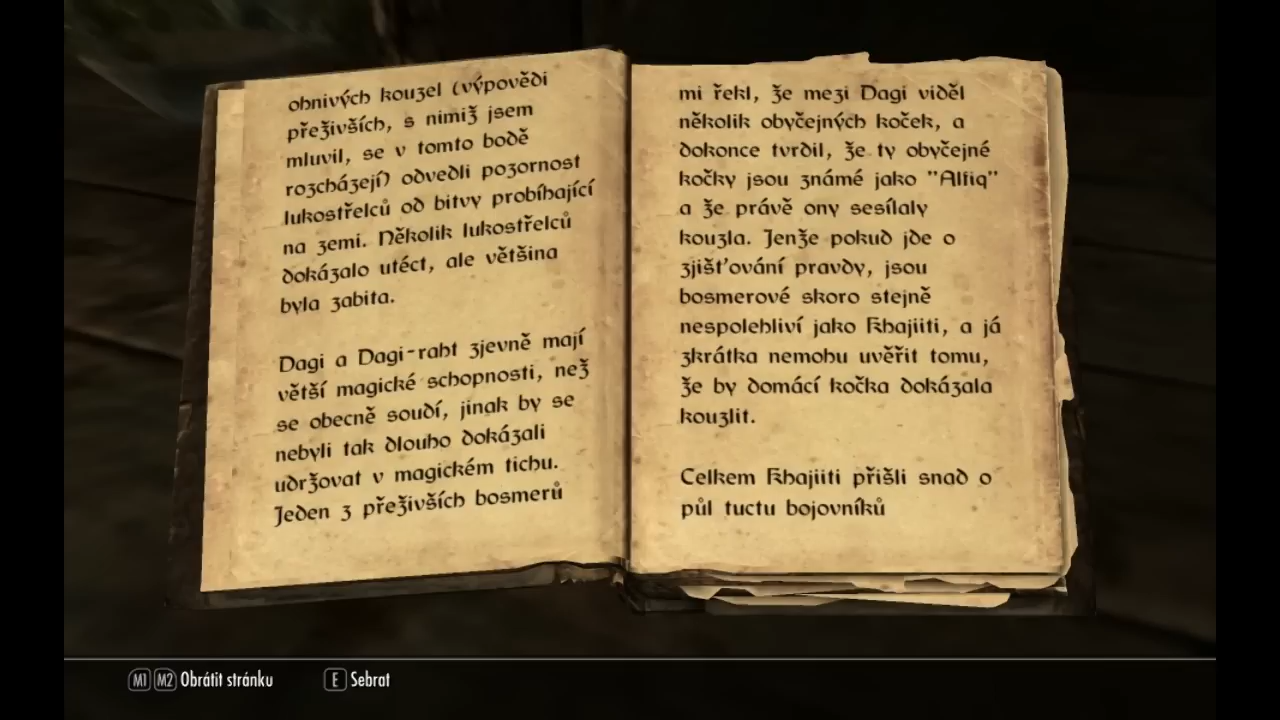 ohnivých kouzel (výpovědi
přeživších, s nimiž jsem
mluvil, se v tomto bodě
rozcházejí) odvedli pozornost
lukostřelců od bitvy probíhající
na zemi. Několik lukostřelců
dokázalo utéct, ale většina
byla zabita.
Dagi a Dagi-raht zjevně mají
větší magické schopnosti, než
se obecně soudí, jinak by se
nebyli tak dlouho dokázali
udržovat v magickém tichu.
Jeden z přeživších bosmerů
mi řekl, že mezi Dagi viděl
několik obyčejných koček, a
dokonce tvrdil, že ty obyčejné
kočky jsou známé jako "Alfiq"
a že právě ony sesílaly
kouzla. Jenže pokud jde o
zjišťování pravdy, jsou
bosmerové skoro stejně
nespolehliví jako Khajiiti, a já
zkrátka nemohu uvěřit tomu,
že by domácí kočka dokázala
kouzlit.
Celkem Khajiiti přišli snad o
půl tuctu bojovníků
M1 M2 Obrátit stránku E Sebrat